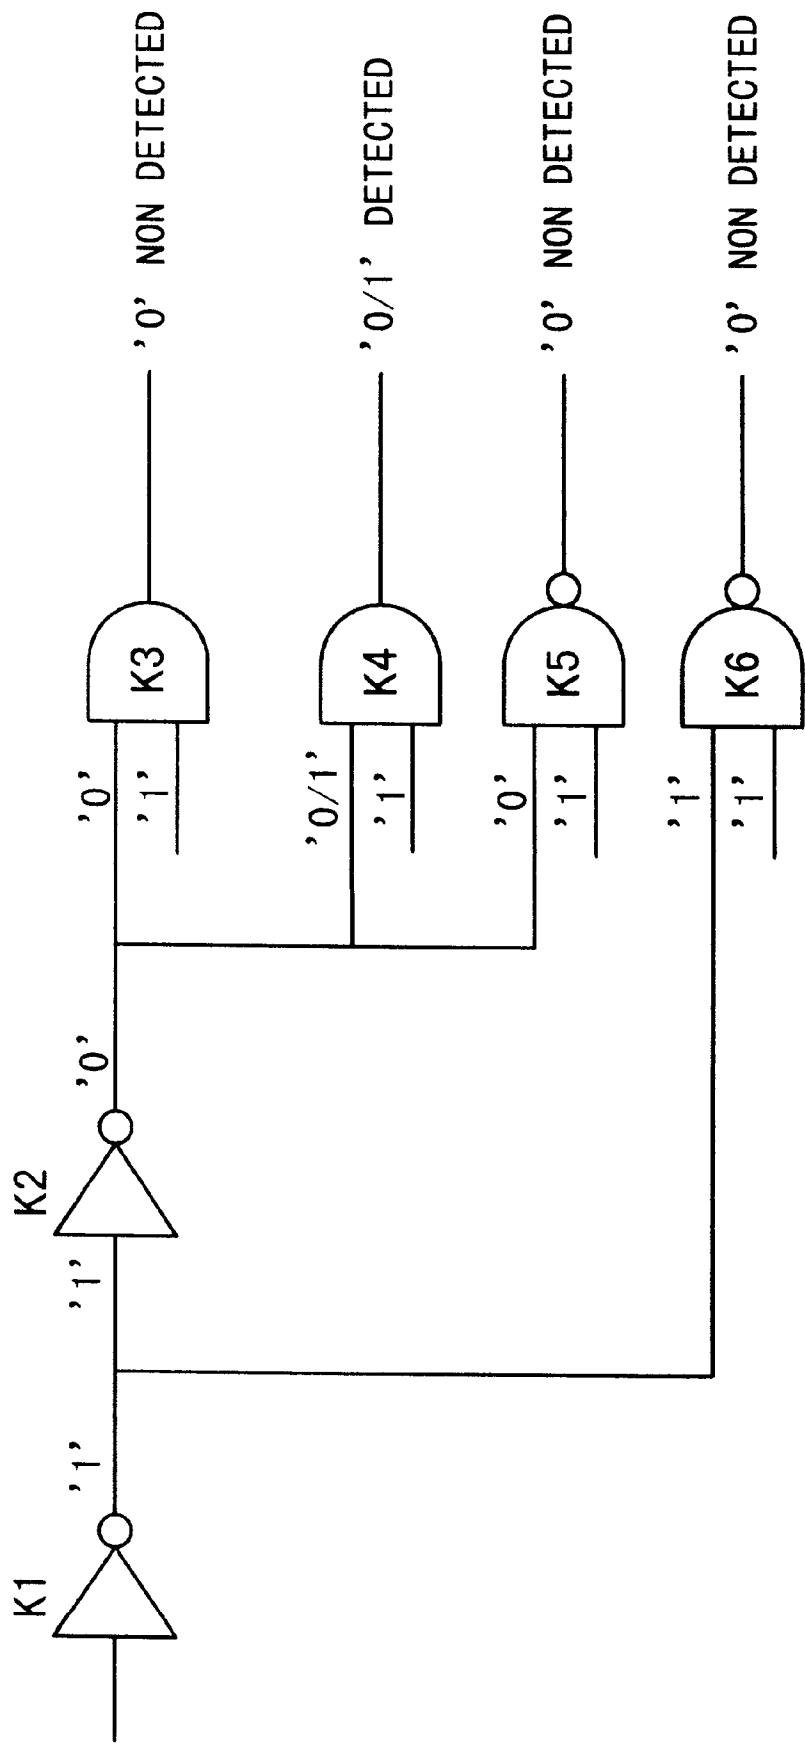 K1
'1'
'1'
K2
'0'
'0'
'1'
K3
'0' NON DETECTED
'0/1'
'1'
K4
'0/1' DETECTED
'0'
'1'
K5
'0' NON DETECTED
'1'
'1'
K6
'0' NON DETECTED